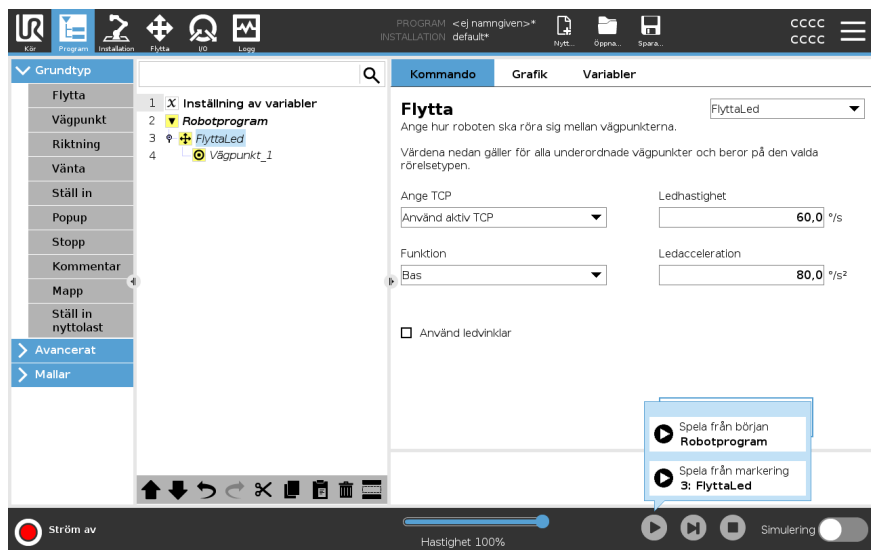 PROGRAM <ej namngiven>*
INSTALLATION default*
Kör
Program
Installation
Flytta
I/O
Logg
Nytt...
Öppna...
Spara...
CCCC
CCCC
Grundtyp
Flytta
Vägpunkt
Riktning
Vänta
Ställ in
Popup
Stopp
Kommentar
Mapp
Ställ in
nyttolast
Avancerat
Mallar
1 X Inställning av variabler
2 Robotprogram
3 FlyttaLed
4 Vägpunkt_1
Kommando Grafik Variabler
Flytta
FlyttaLed
Ange hur roboten ska röra sig mellan vägpunkterna.
Värdena nedan gäller för alla underordnade vägpunkter och beror på den valda
rörelsetypen.
Ange TCP
Använd aktiv TCP
Ledhastighet
60,0 °/s
Funktion
Bas
Ledacceleration
80,0 °/s²
Använd ledvinklar
Spela från början
Robotprogram
Spela från markering
3: FlyttaLed
Ström av
Hastighet 100%
Simulering